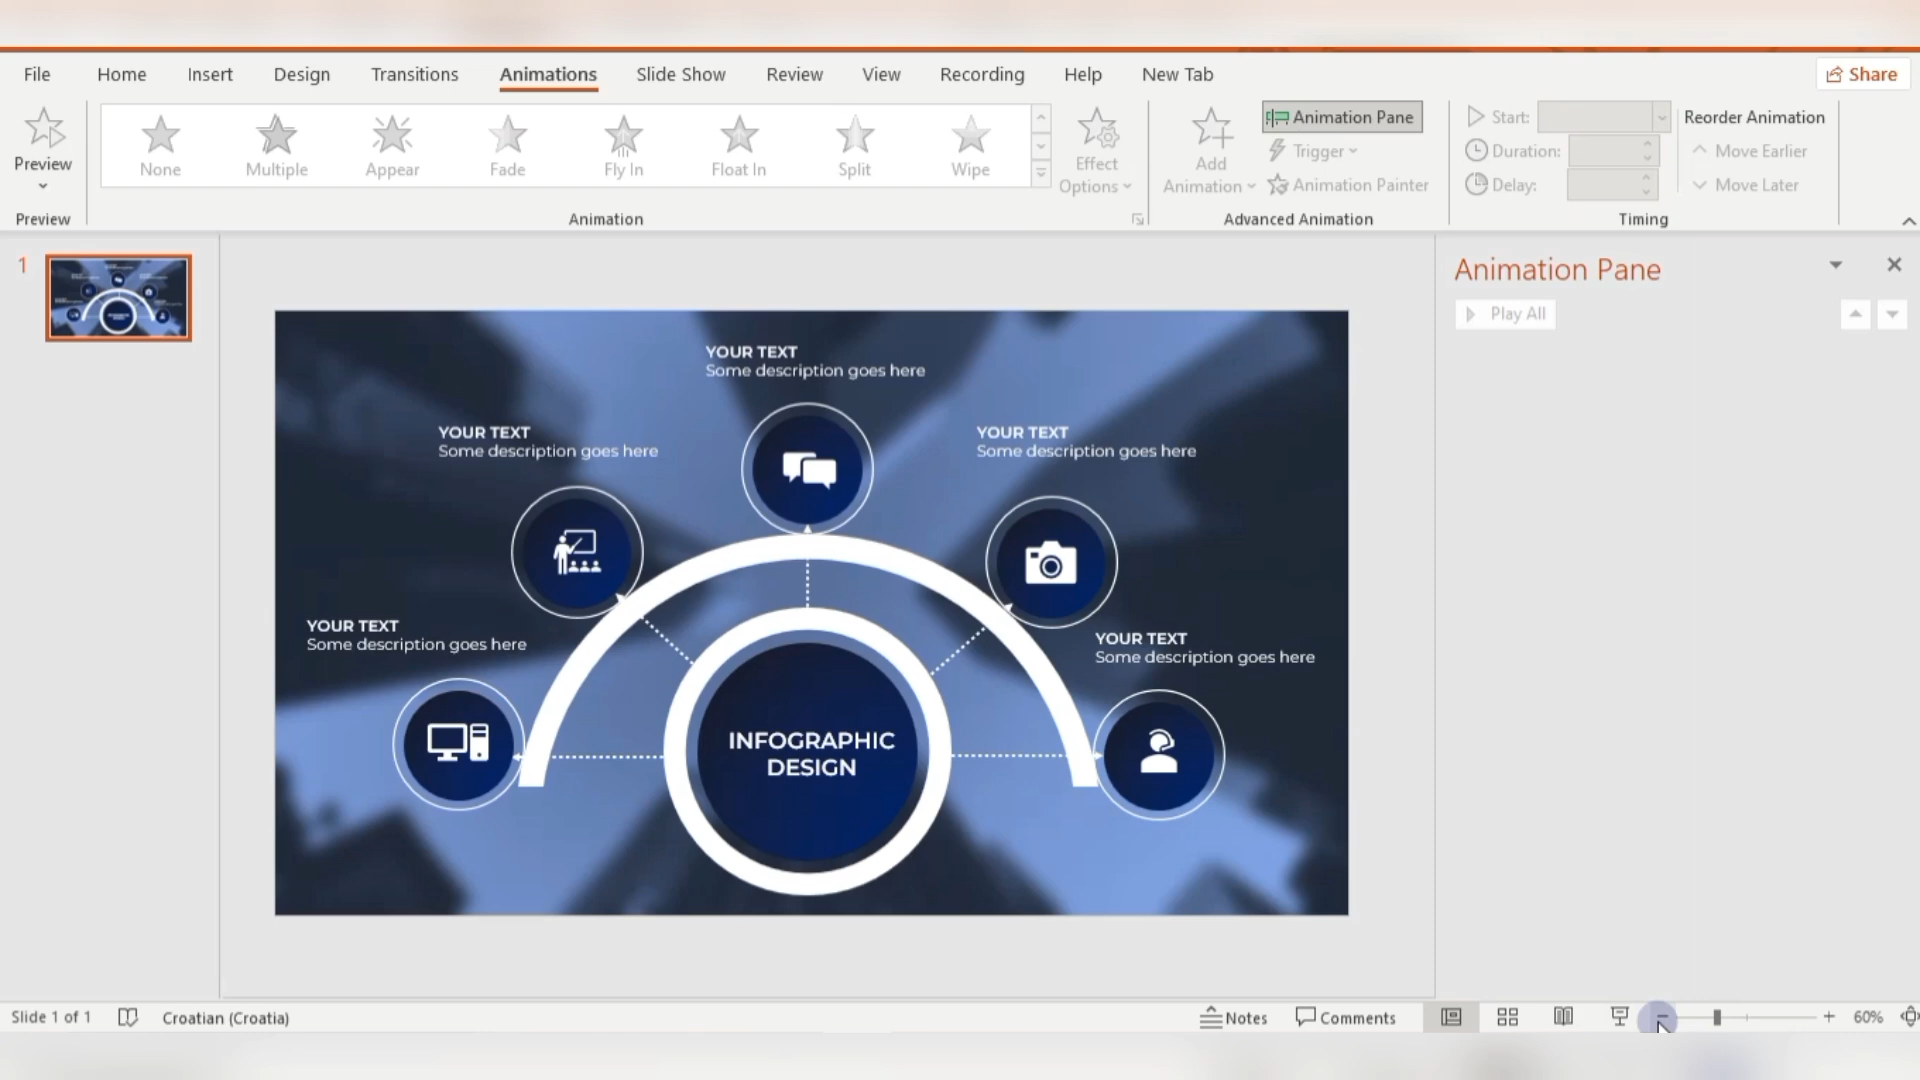 File Home Insert Design Transitions Animations Slide Show Review View Recording Help New Tab Share
Preview
None Multiple Appear Fade Fly In Float In Split Wipe
Effect Options
Add Animation
Animation Pane
Trigger
Animation Painter
Start:
Duration:
Delay:
Reorder Animation
Move Earlier
Move Later
Preview Animation Advanced Animation Timing
1
Animation Pane
Play All
YOUR TEXT
Some description goes here
YOUR TEXT
Some description goes here
YOUR TEXT
Some description goes here
YOUR TEXT
Some description goes here
YOUR TEXT
Some description goes here
INFOGRAPHIC
DESIGN
Slide 1 of 1 Croatian (Croatia) Notes Comments 60%